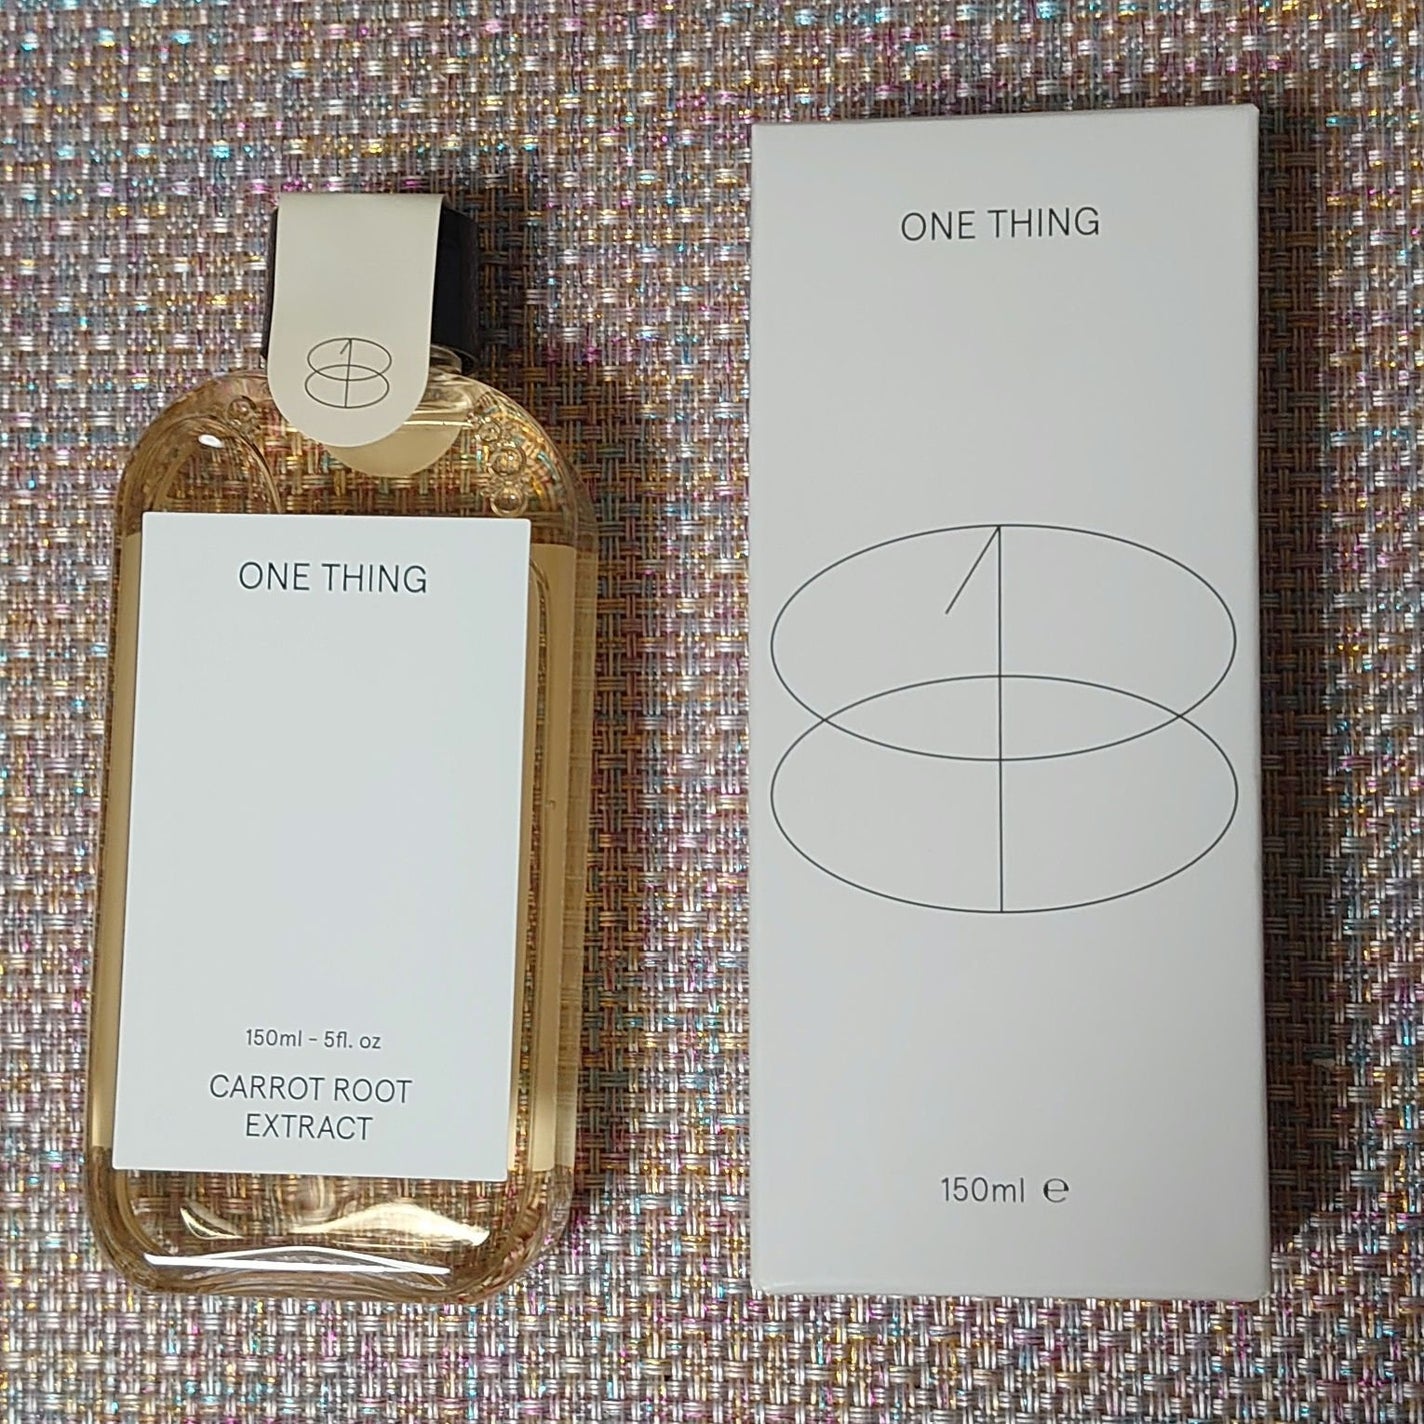 ONE THING
150ml - 5fl. oz
CARROT ROOT
EXTRACT
ONE THING
150ml ℮